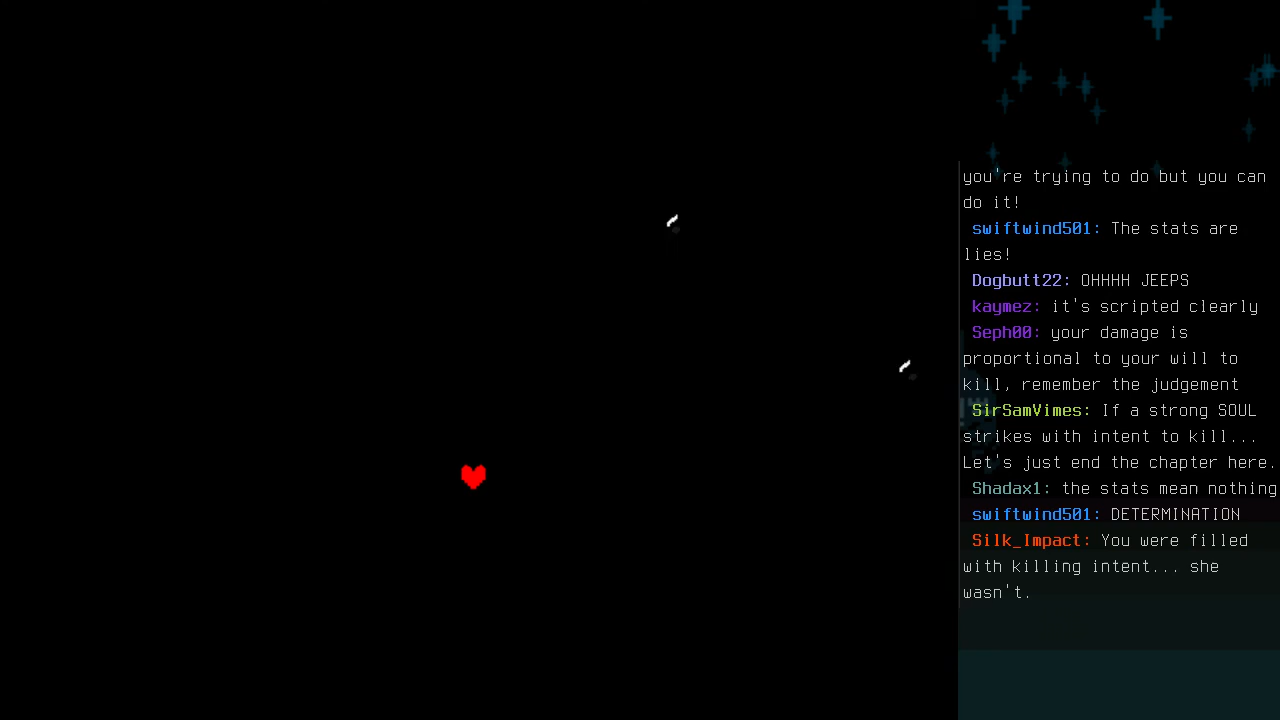 you're trying to do but you can
do it!
swiftwind501: The stats are
lies!
Dogbutt22: OHHHH JEEPS
kaymez: it's scripted clearly
Seph00: your damage is
proportional to your will to
kill, remember the judgement
SirSamVimes: If a strong SOUL
strikes with intent to kill...
Let's just end the chapter here.
Shadax1: the stats mean nothing
swiftwind501: DETERMINATION
Silk_Impact: You were filled
with killing intent... she
wasn't.